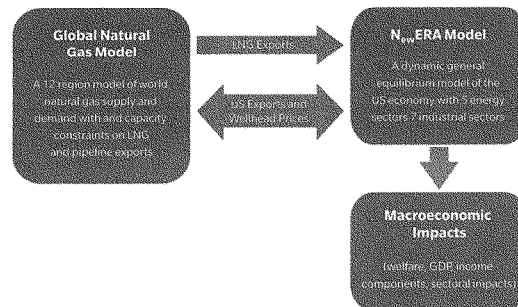 Global Natural
Gas Model
A 12 region model of world
natural gas supply and
demand with and capacity
constraints on LNG
and pipeline exports
LNG Exports
US Exports and
Wellhead Prices
NewERA Model
A dynamic general
equilibrium model of the
US economy with 5 energy
sectors 7 industrial sectors
Macroeconomic
Impacts
(welfare, GDP income
components, sectoral impacts)